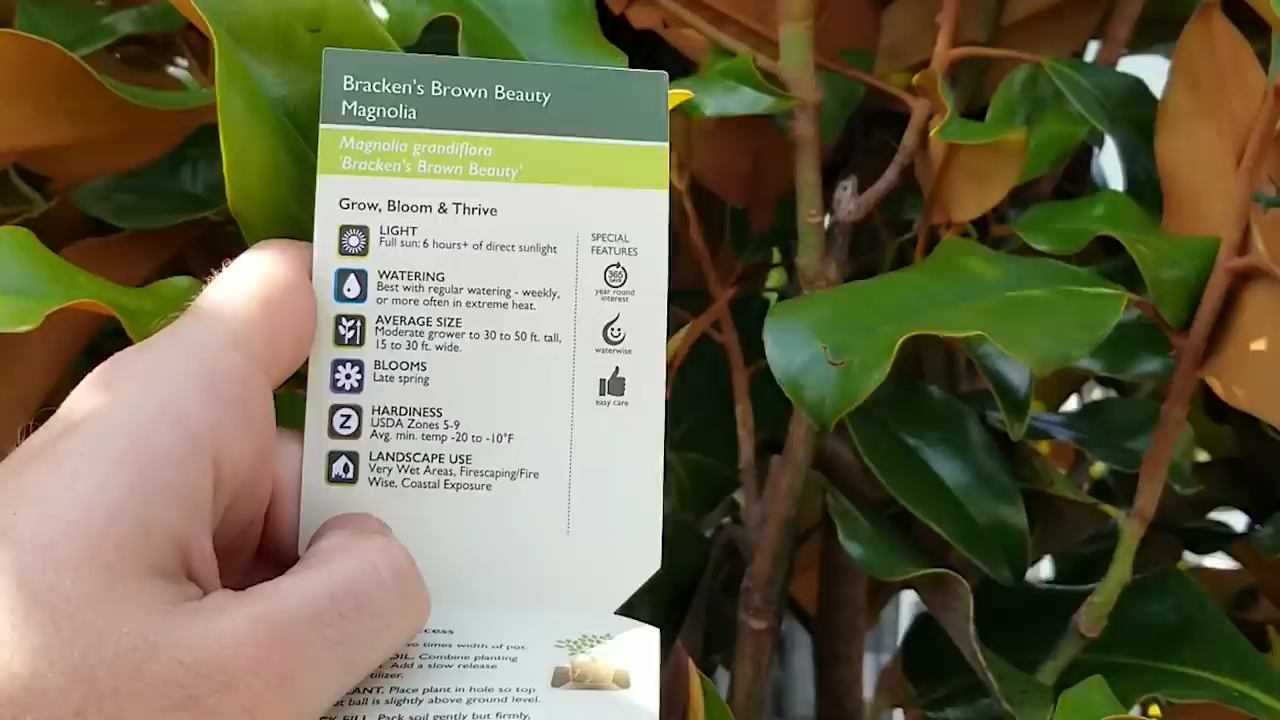 Bracken's Brown Beauty
Magnolia
Magnolia grandiflora
'Bracken's Brown Beauty'
Grow, Bloom & Thrive
LIGHT
Full sun: 6 hours+ of direct sunlight
WATERING
Best with regular watering - weekly,
or more often in extreme heat.
AVERAGE SIZE
Moderate grower to 30 to 50 ft. tall,
15 to 30 ft. wide.
BLOOMS
Late spring
HARDINESS
USDA Zones 5-9
Avg. min. temp -20 to -10°F
LANDSCAPE USE
Very Wet Areas, Firescaping/Fire
Wise, Coastal Exposure
SPECIAL
FEATURES
365
year round
interest
waterwise
easy care
times width of pot.
Combine planting
Add a slow release
Place plant in hole so top
ball is slightly above ground level.
Pack soil gently but firmly,